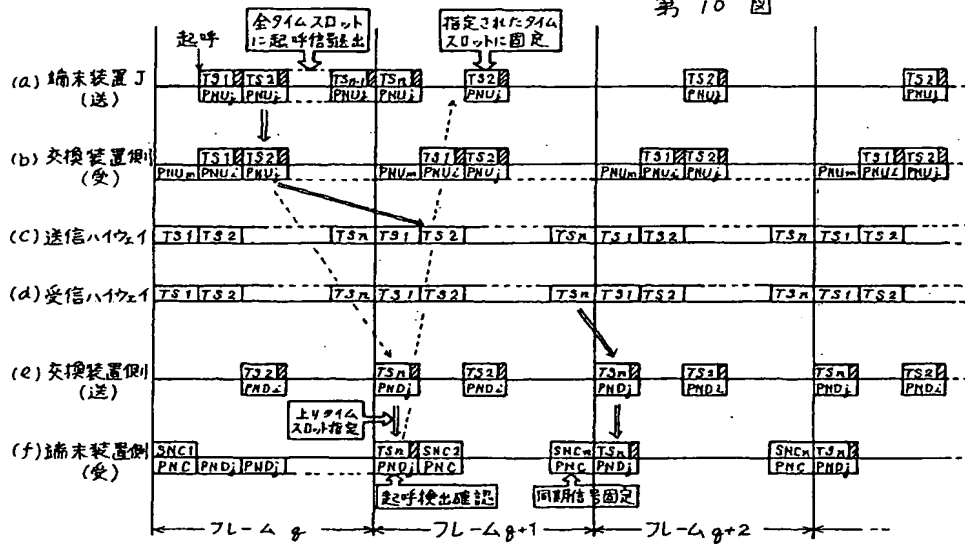 第 10 図
起呼
全タイムスロット
に起呼信号送出
指定されたタイム
スロットに固定
(a) 端末装置 J
(送)
TS1 TS2 TSn-1 TSn TS2 TS2 TS2
PNUj PNUj PNUj PNUj PNUj PNUj PNUj
(b) 交換装置側
(受)
TS1 TS2 TS1 TS2 TS1 TS2 TS1 TS2
PNUm PNUi PNUj PNUm PNUi PNUj PNUm PNUi PNUj PNUm PNUi PNUj
(c) 送信ハイウェイ
TS1 TS2 TSn TS1 TS2 TSn TS1 TS2 TSn TS1 TS2
(d) 受信ハイウェイ
TS1 TS2 TSn TS1 TS2 TSn TS1 TS2 TSn TS1 TS2
(e) 交換装置側
(送)
TS2 TSn TS2 TSn TS2 TSn TS2
PNDi PNDj PNDi PNDj PNDi PNDj PNDi
上りタイム
スロット指定
(f) 端末装置側
(受)
SNC1 TSn SNC2 SNCn TSn SNCn TSn
PNC PNDj PNDj PNDj PNC PNC PNDj PNC PNDj
起呼検出確認
同期信号固定
フレーム g
フレーム g+1
フレーム g+2